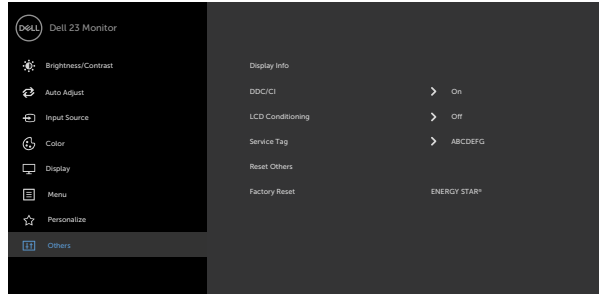 DELL Dell 23 Monitor
Brightness/Contrast
Auto Adjust
Input Source
Color
Display
Menu
Personalize
Others
Display Info
DDC/CI On
LCD Conditioning Off
Service Tag ABCDEFG
Reset Others
Factory Reset ENERGY STAR®